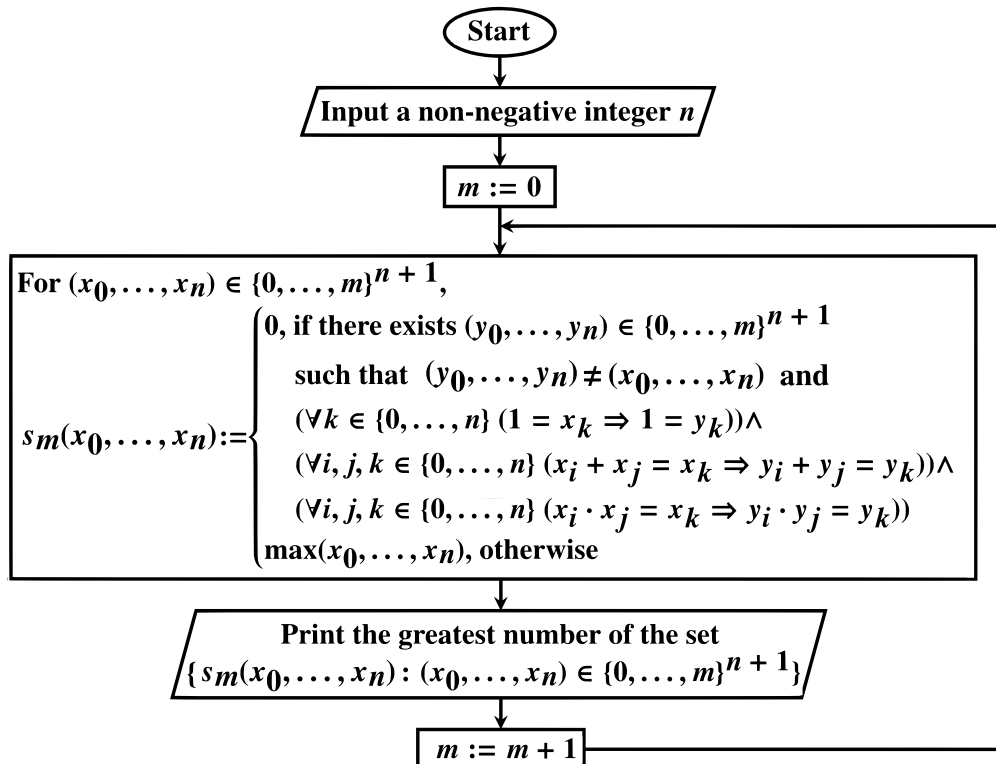 Start
Input a non-negative integer n
m := 0
For (x₀, . . . , xₙ) ∈ {0, . . . , m}ⁿ ⁺ ¹,
0, if there exists (y₀, . . . , yₙ) ∈ {0, . . . , m}ⁿ ⁺ ¹
such that (y₀, . . . , yₙ) ≠ (x₀, . . . , xₙ) and
(∀k ∈ {0, . . . , n} (1 = xₖ ⇒ 1 = yₖ))∧
sₘ(x₀, . . . , xₙ):=
(∀i, j, k ∈ {0, . . . , n} (xᵢ + xⱼ = xₖ ⇒ yᵢ + yⱼ = yₖ))∧
(∀i, j, k ∈ {0, . . . , n} (xᵢ · xⱼ = xₖ ⇒ yᵢ · yⱼ = yₖ))
max(x₀, . . . , xₙ), otherwise
Print the greatest number of the set
{sₘ(x₀, . . . , xₙ) : (x₀, . . . , xₙ) ∈ {0, . . . , m}ⁿ ⁺ ¹}
m := m + 1